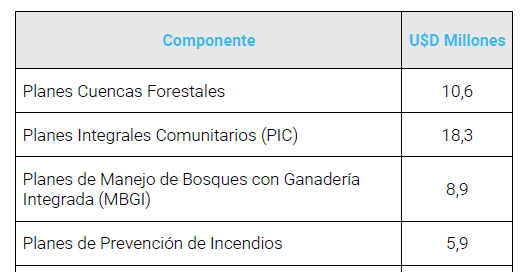 Componente U$D Millones
Planes Cuencas Forestales 10,6
Planes Integrales Comunitarios (PIC) 18,3
Planes de Manejo de Bosques con Ganadería
Integrada (MBGI) 8,9
Planes de Prevención de Incendios 5,9